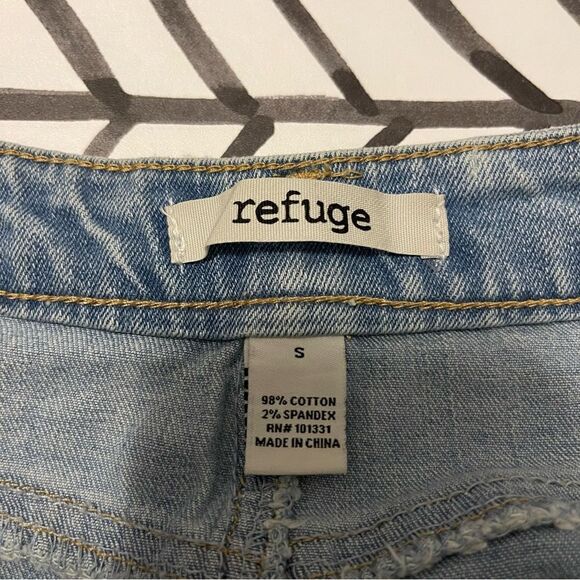 refuge
S
98% COTTON
2% SPANDEX
RN# 101331
MADE IN CHINA